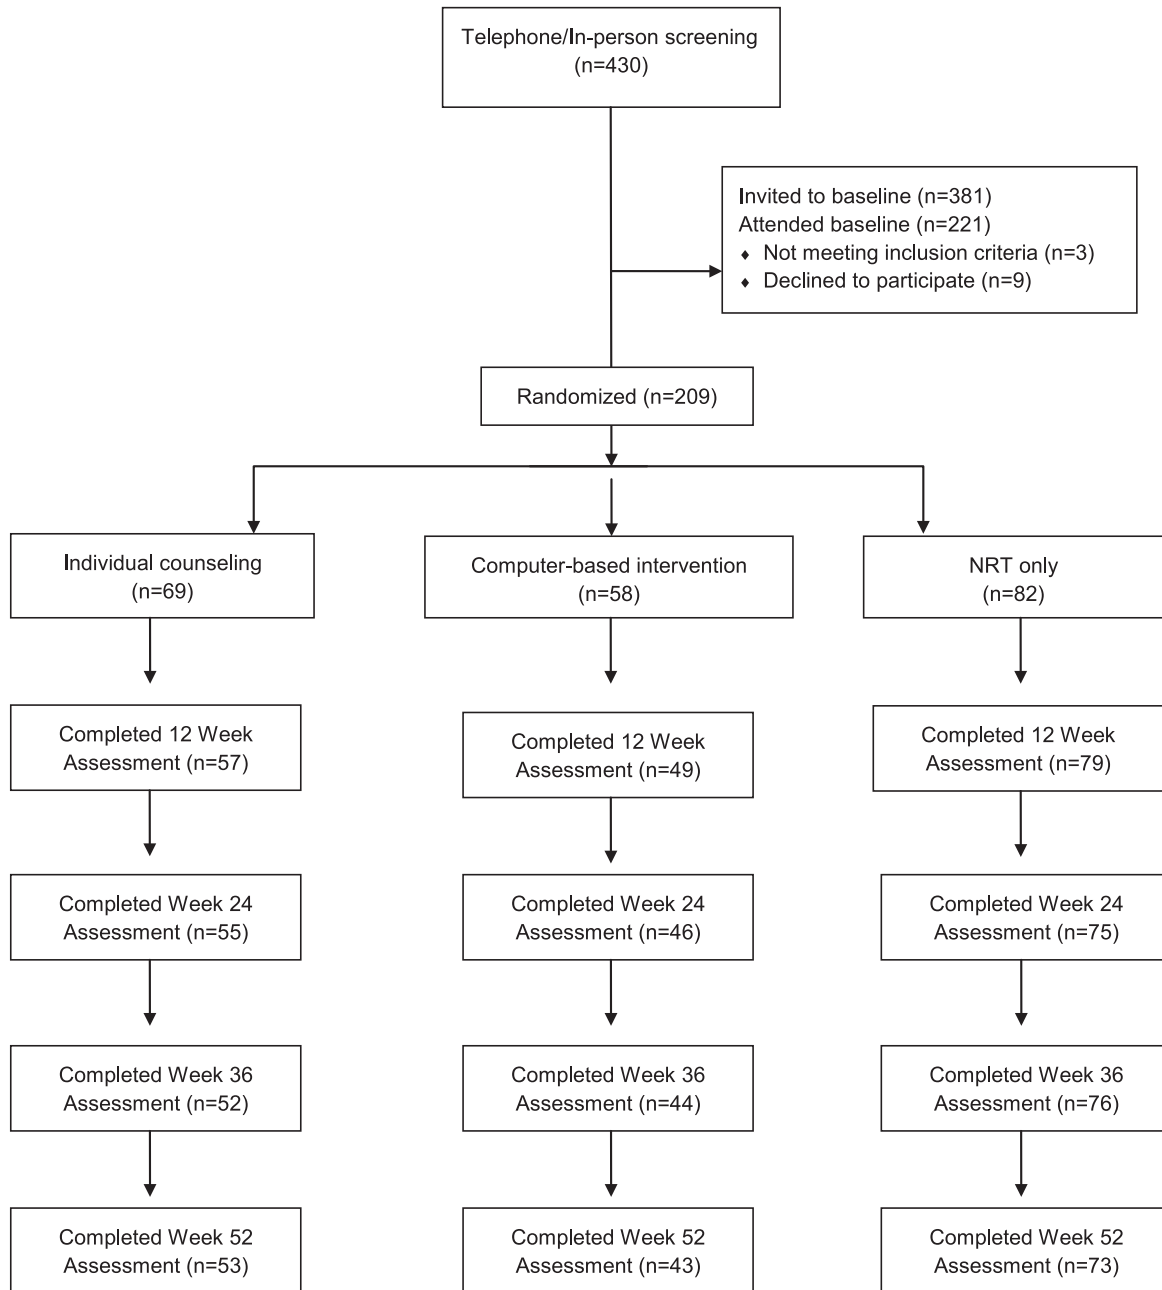 Telephone/In-person screening
(n=430)
Invited to baseline (n=381)
Attended baseline (n=221)
♦ Not meeting inclusion criteria (n=3)
♦ Declined to participate (n=9)
Randomized (n=209)
Individual counseling
(n=69)
Computer-based intervention
(n=58)
NRT only
(n=82)
Completed 12 Week
Assessment (n=57)
Completed 12 Week
Assessment (n=49)
Completed 12 Week
Assessment (n=79)
Completed Week 24
Assessment (n=55)
Completed Week 24
Assessment (n=46)
Completed Week 24
Assessment (n=75)
Completed Week 36
Assessment (n=52)
Completed Week 36
Assessment (n=44)
Completed Week 36
Assessment (n=76)
Completed Week 52
Assessment (n=53)
Completed Week 52
Assessment (n=43)
Completed Week 52
Assessment (n=73)